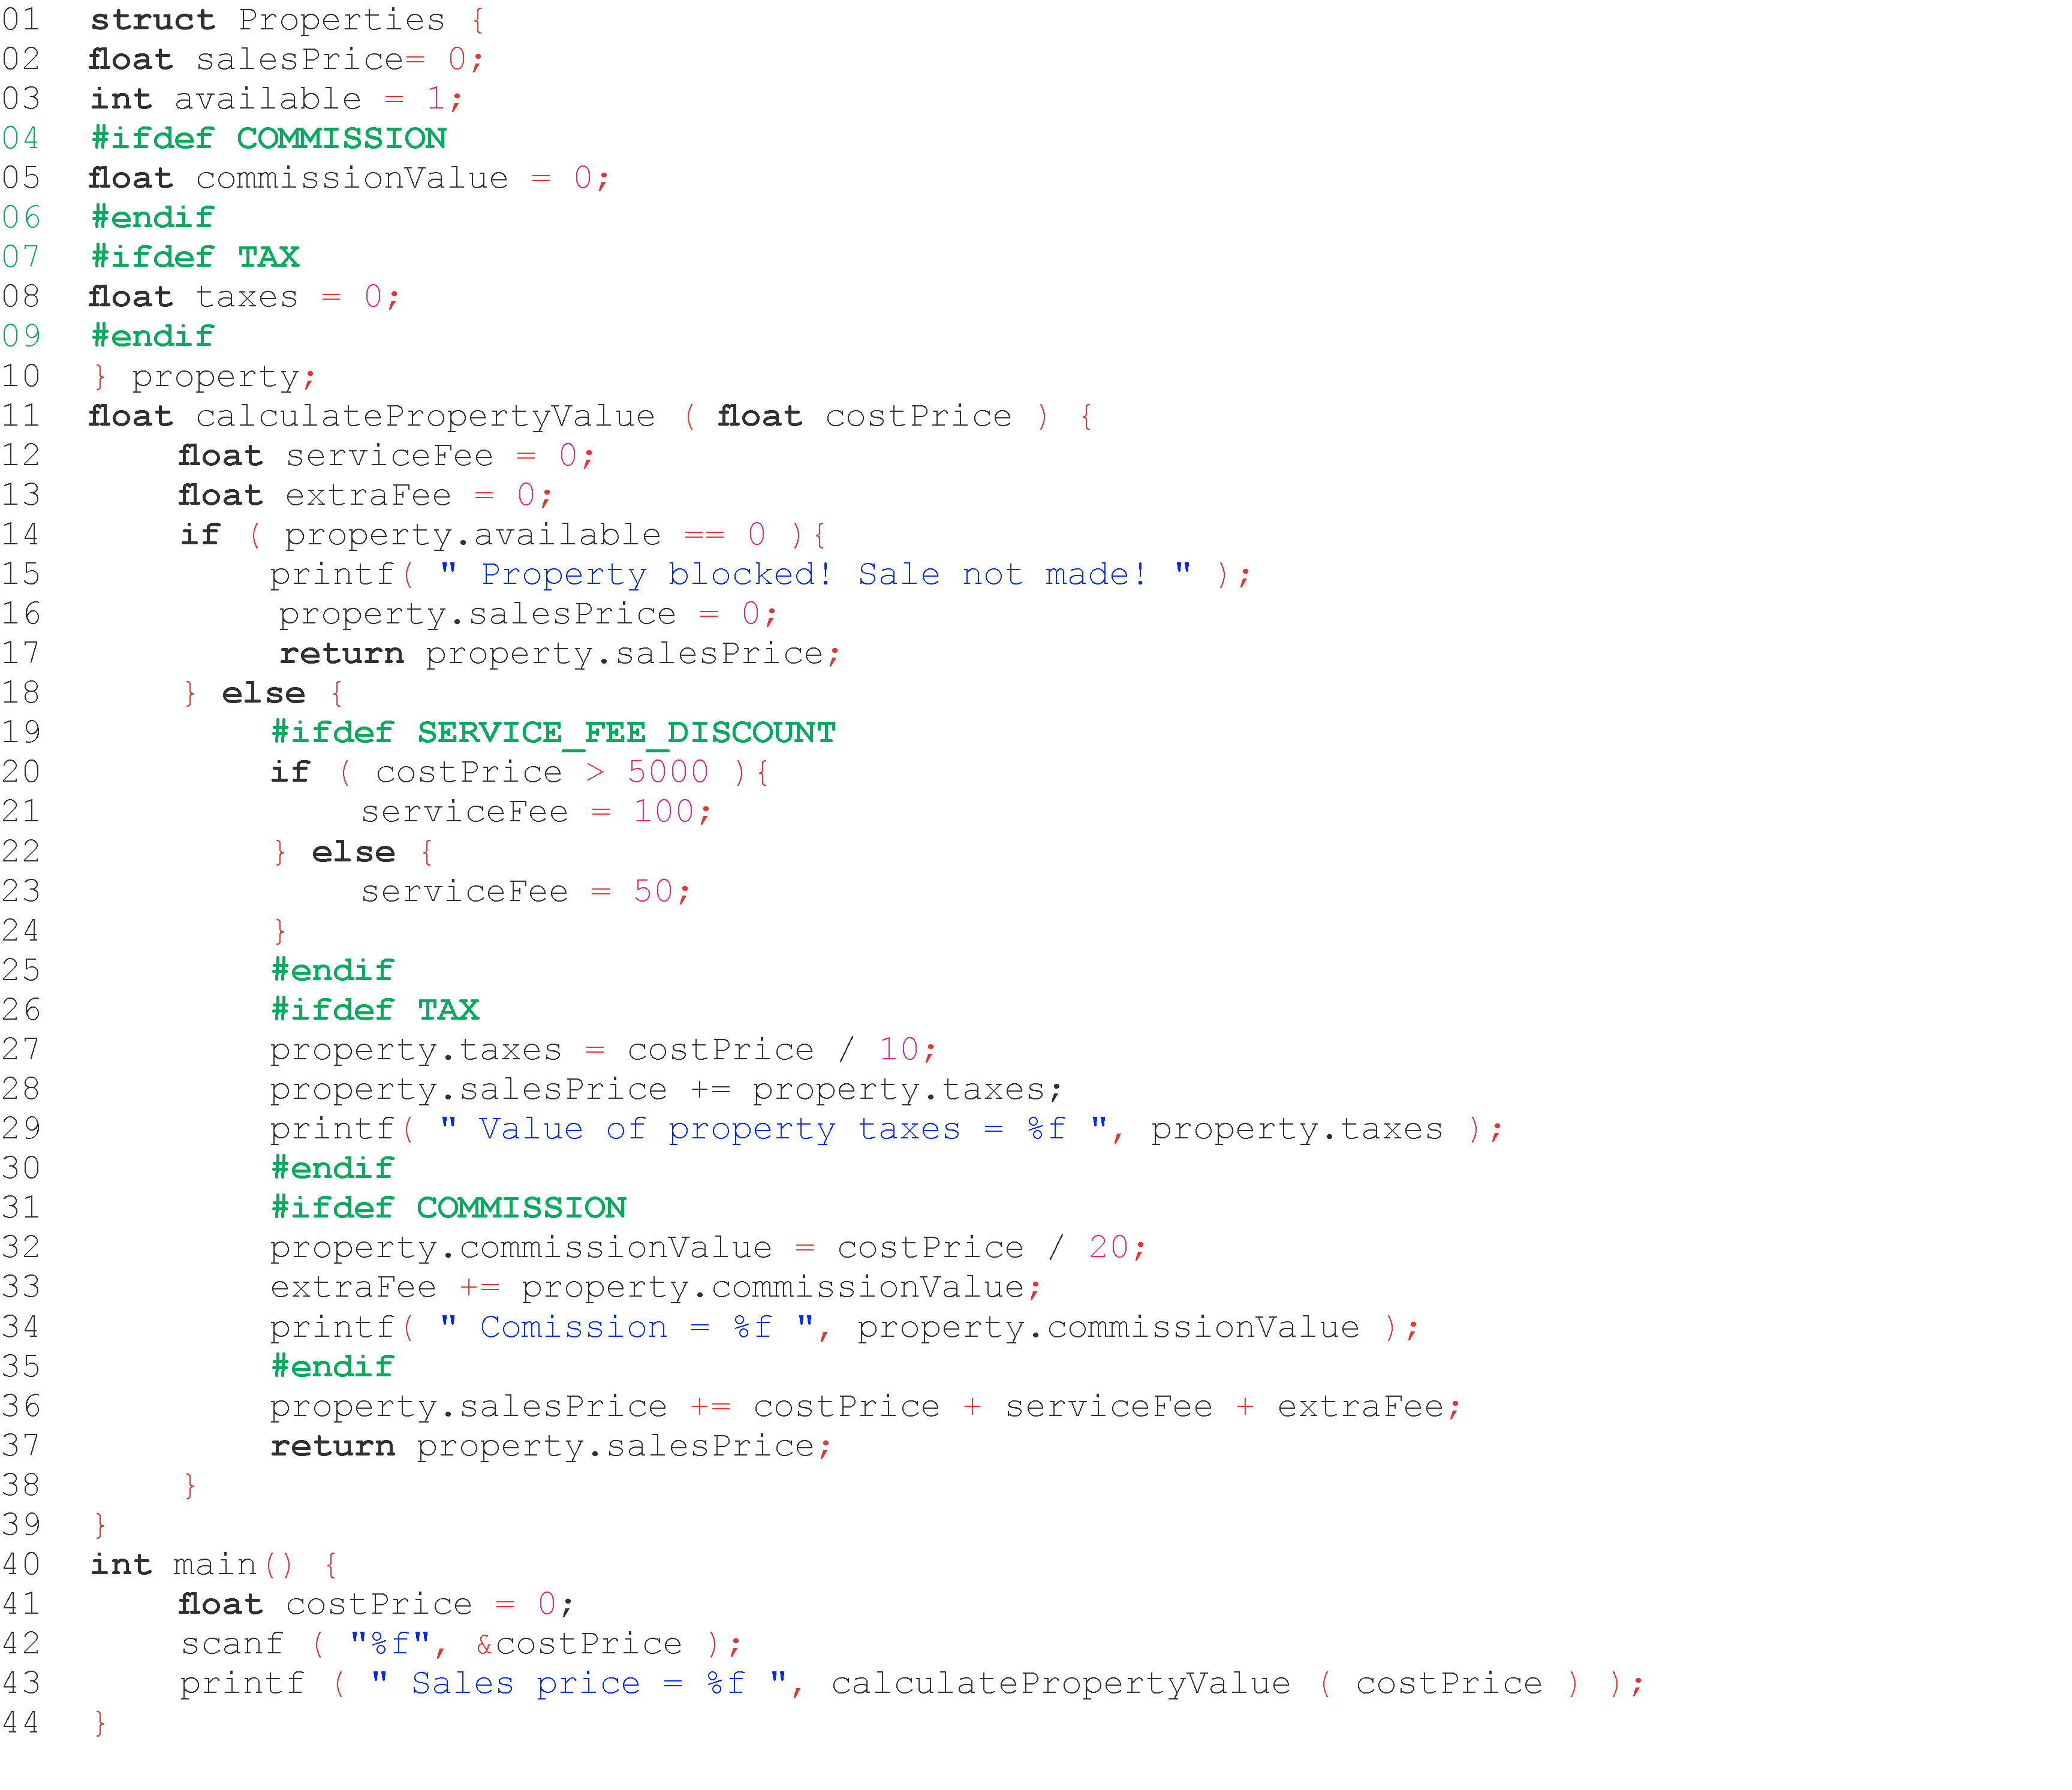 01 struct Properties {
02 float salesPrice= 0;
03 int available = 1;
04 #ifdef COMMISSION
05 float commissionValue = 0;
06 #endif
07 #ifdef TAX
08 float taxes = 0;
09 #endif
10 } property;
11 float calculatePropertyValue ( float costPrice ) {
12 float serviceFee = 0;
13 float extraFee = 0;
14 if ( property.available == 0 ){
15 printf( " Property blocked! Sale not made! " );
16 property.salesPrice = 0;
17 return property.salesPrice;
18 } else {
19 #ifdef SERVICE_FEE_DISCOUNT
20 if ( costPrice > 5000 ){
21 serviceFee = 100;
22 } else {
23 serviceFee = 50;
24 }
25 #endif
26 #ifdef TAX
27 property.taxes = costPrice / 10;
28 property.salesPrice += property.taxes;
29 printf( " Value of property taxes = %f ", property.taxes );
30 #endif
31 #ifdef COMMISSION
32 property.commissionValue = costPrice / 20;
33 extraFee += property.commissionValue;
34 printf( " Comission = %f ", property.commissionValue );
35 #endif
36 property.salesPrice += costPrice + serviceFee + extraFee;
37 return property.salesPrice;
38 }
39 }
40 int main() {
41 float costPrice = 0;
42 scanf ( "%f", &costPrice );
43 printf ( " Sales price = %f ", calculatePropertyValue ( costPrice ) );
44 }